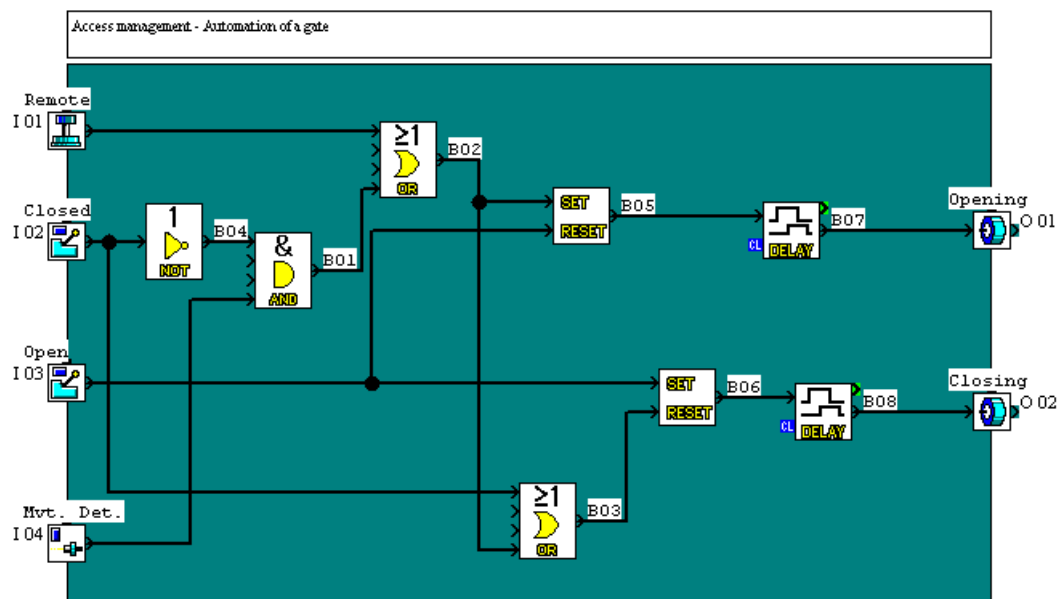 Access management - Automation of a gate
Remote
I 01
≥1
OR
B02
Closed
I 02
1
NOT
B04
&
AND
B01
SET
RESET
B05
CL
DELAY
B07
Opening
O 01
Open
I 03
SET
RESET
B06
CL
DELAY
B08
Closing
O 02
Mvt. Det.
I 04
≥1
OR
B03